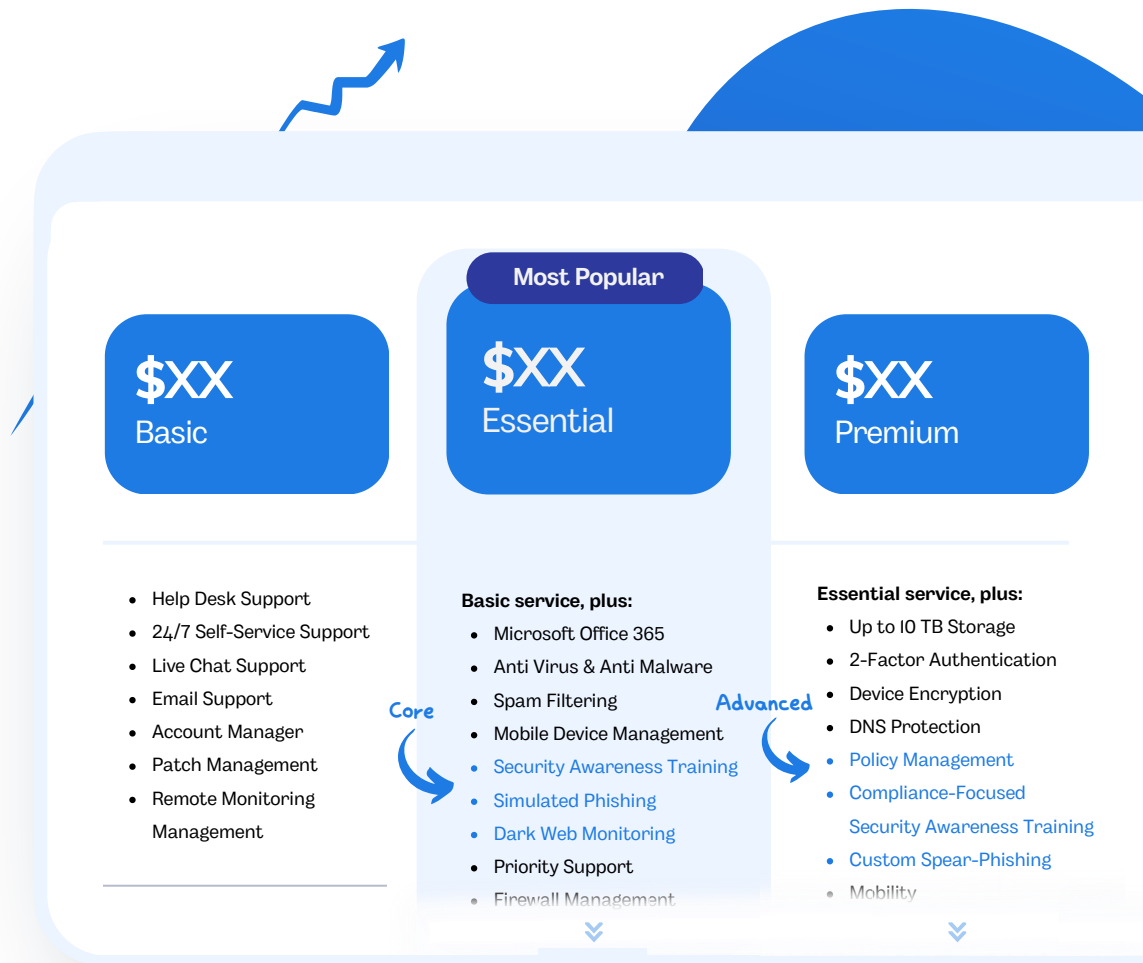 Most Popular
$XX
Basic
$XX
Essential
$XX
Premium
Help Desk Support
24/7 Self-Service Support
Live Chat Support
Email Support
Account Manager
Patch Management
Remote Monitoring
Management
Core
Basic service, plus:
Microsoft Office 365
Anti Virus & Anti Malware
Spam Filtering
Mobile Device Management
Security Awareness Training
Simulated Phishing
Dark Web Monitoring
Priority Support
Firewall Management
Advanced
Essential service, plus:
Up to 10 TB Storage
2-Factor Authentication
Device Encryption
DNS Protection
Policy Management
Compliance-Focused
Security Awareness Training
Custom Spear-Phishing
Mobility